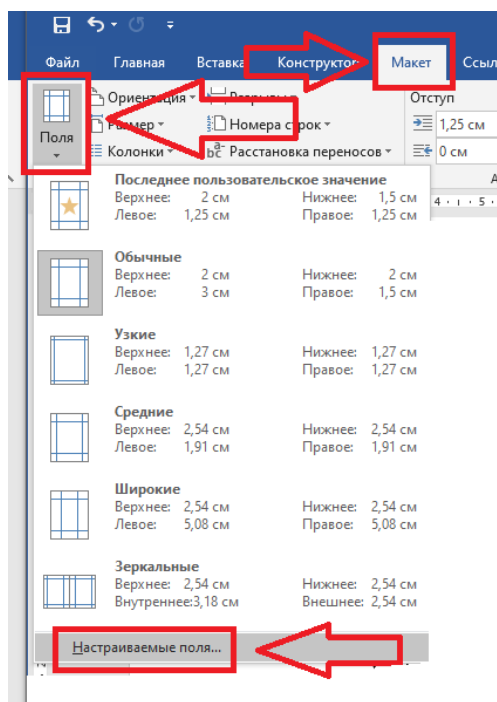 Файл Главная Вставка Конструктор Макет Ссыл
Поля
Ориентация
Размер
Колонки
Разрывы
Номера строк
bc Расстановка переносов
Отступ
1,25 см
0 см
4 · 1 · 5 ·
Последнее пользовательское значение
Верхнее: 2 см Нижнее: 1,5 см
Левое: 1,25 см Правое: 1,25 см
Обычные
Верхнее: 2 см Нижнее: 2 см
Левое: 3 см Правое: 1,5 см
Узкие
Верхнее: 1,27 см Нижнее: 1,27 см
Левое: 1,27 см Правое: 1,27 см
Средние
Верхнее: 2,54 см Нижнее: 2,54 см
Левое: 1,91 см Правое: 1,91 см
Широкие
Верхнее: 2,54 см Нижнее: 2,54 см
Левое: 5,08 см Правое: 5,08 см
Зеркальные
Верхнее: 2,54 см Нижнее: 2,54 см
Внутреннее:3,18 см Внешнее: 2,54 см
Настраиваемые поля...